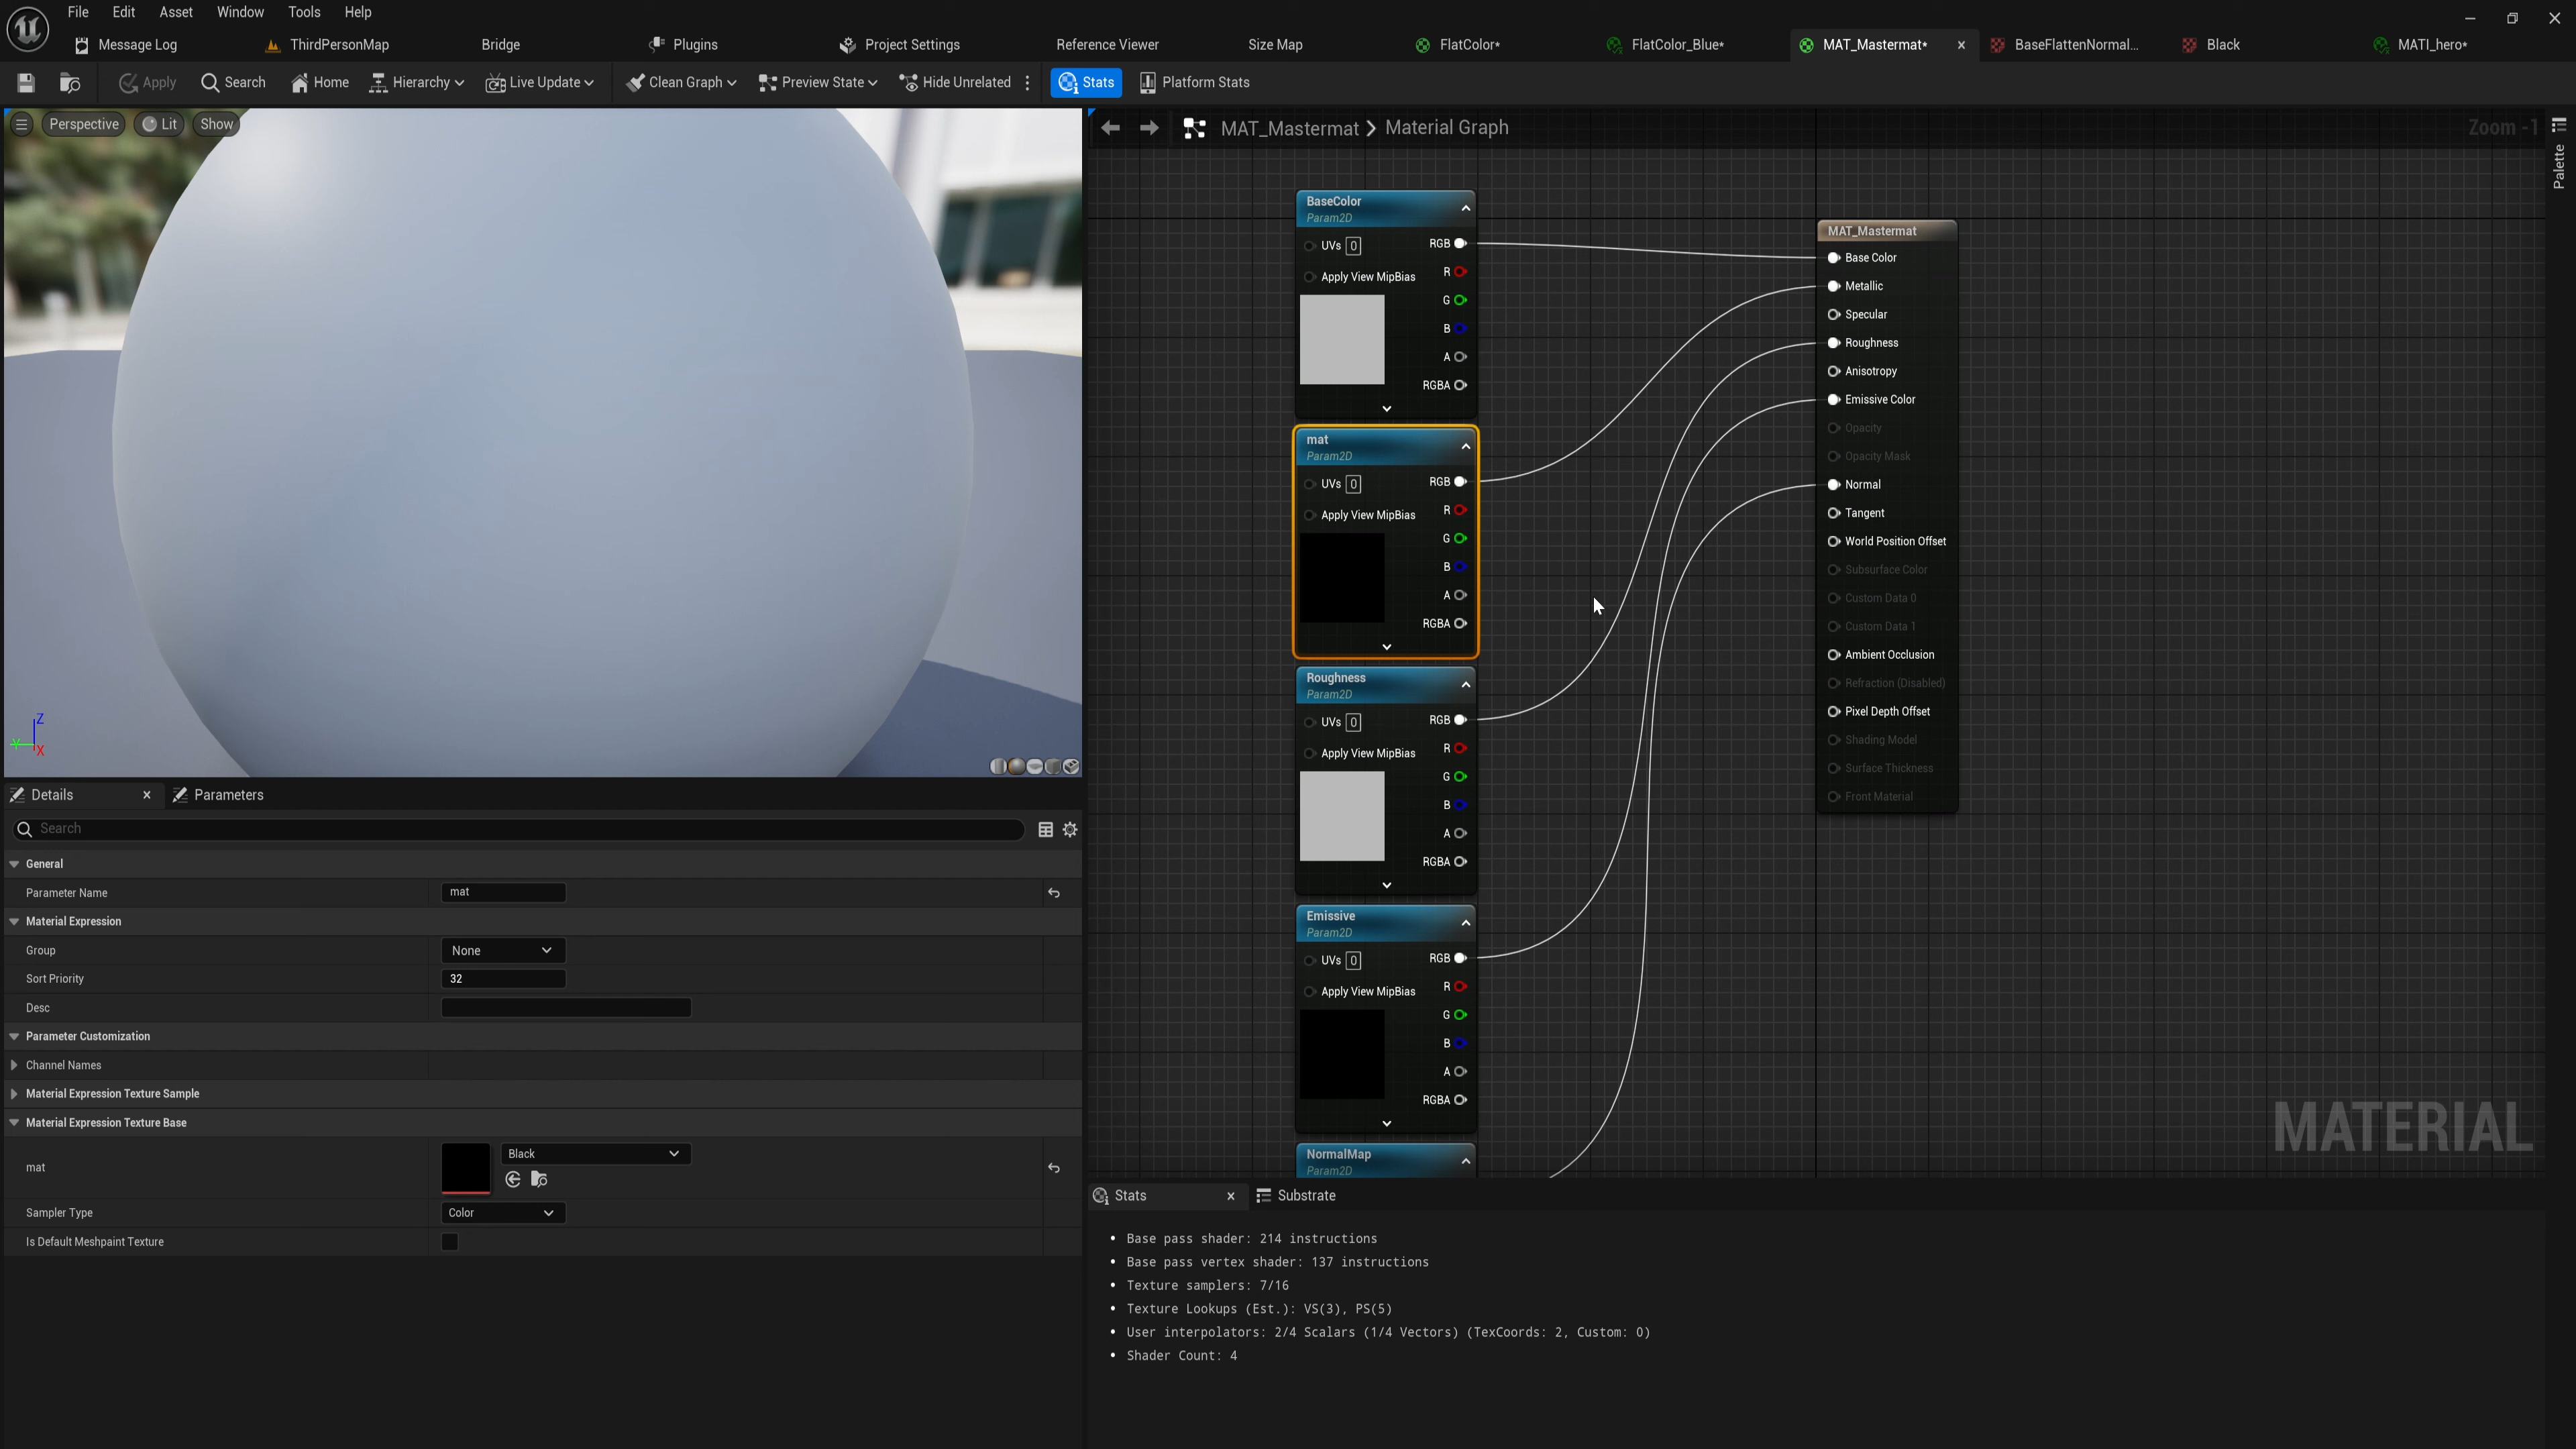 File Edit Asset Window Tools Help
Message Log ThirdPersonMap Bridge Plugins Project Settings Reference Viewer Size Map FlatColor* FlatColor_Blue* MAT_Mastermat* BaseFlattenNormal... Black MATI_hero*
Apply Search Home Hierarchy Live Update Clean Graph Preview State Hide Unrelated Stats Platform Stats
Perspective Lit Show
MAT_Mastermat Material Graph
Zoom -1
Palette
BaseColor
Param2D
UVs 0 RGB
R
Apply View MipBias
G
B
A
RGBA
mat
Param2D
UVs 0 RGB
R
Apply View MipBias
G
B
A
RGBA
Roughness
Param2D
UVs 0 RGB
R
Apply View MipBias
G
B
A
RGBA
Emissive
Param2D
UVs 0 RGB
R
Apply View MipBias
G
B
A
RGBA
NormalMap
Param2D
MAT_Mastermat
Base Color
Metallic
Specular
Roughness
Anisotropy
Emissive Color
Opacity
Opacity Mask
Normal
Tangent
World Position Offset
Subsurface Color
Custom Data 0
Custom Data 1
Ambient Occlusion
Refraction (Disabled)
Pixel Depth Offset
Shading Model
Surface Thickness
Front Material
MATERIAL
Z
Y
X
Details Parameters
Search
General
Parameter Name mat
Material Expression
Group None
Sort Priority 32
Desc
Parameter Customization
Channel Names
Material Expression Texture Sample
Material Expression Texture Base
mat Black
Sampler Type Color
Is Default Meshpaint Texture
Stats Substrate
• Base pass shader: 214 instructions
• Base pass vertex shader: 137 instructions
• Texture samplers: 7/16
• Texture Lookups (Est.): VS(3), PS(5)
• User interpolators: 2/4 Scalars (1/4 Vectors) (TexCoords: 2, Custom: 0)
• Shader Count: 4